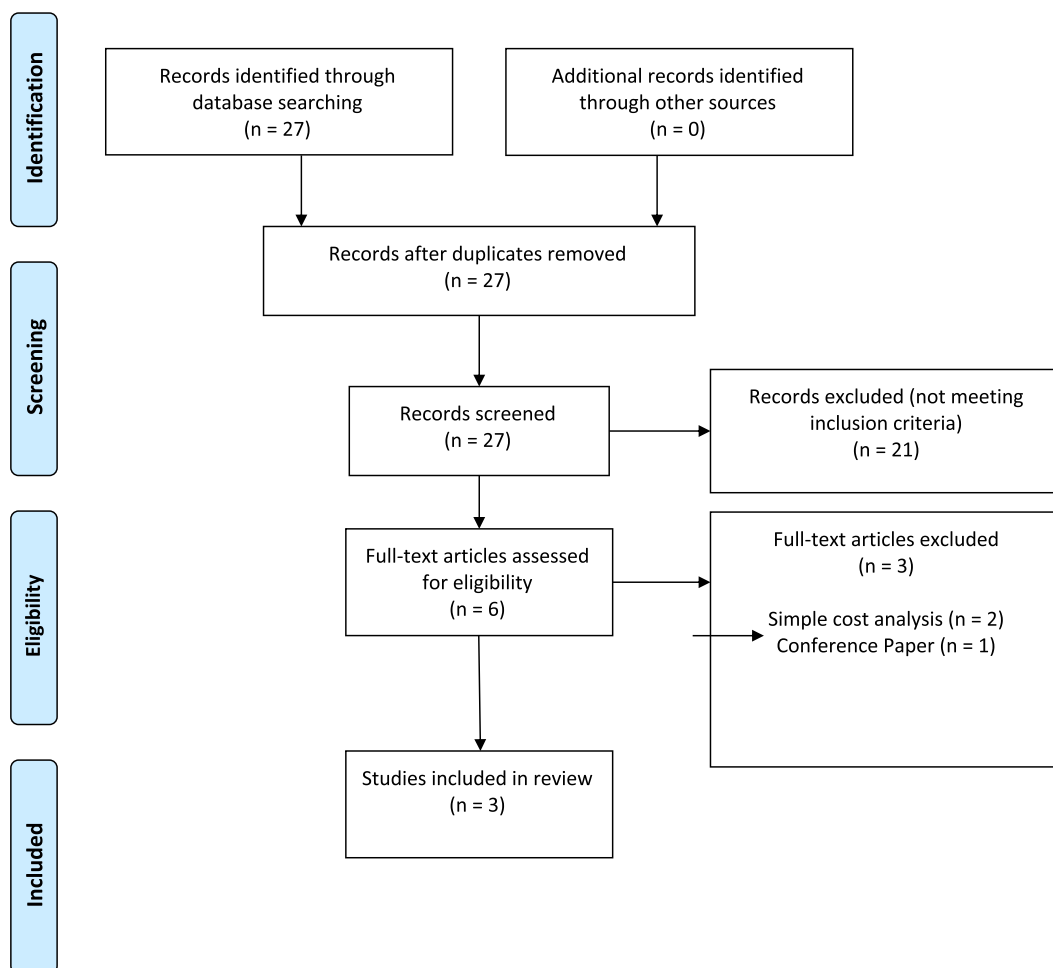 Identification
Records identified through
database searching
(n = 27)
Additional records identified
through other sources
(n = 0)
Records after duplicates removed
(n = 27)
Screening
Records screened
(n = 27)
Records excluded (not meeting
inclusion criteria)
(n = 21)
Eligibility
Full-text articles assessed
for eligibility
(n = 6)
Full-text articles excluded
(n = 3)
Simple cost analysis (n = 2)
Conference Paper (n = 1)
Included
Studies included in review
(n = 3)